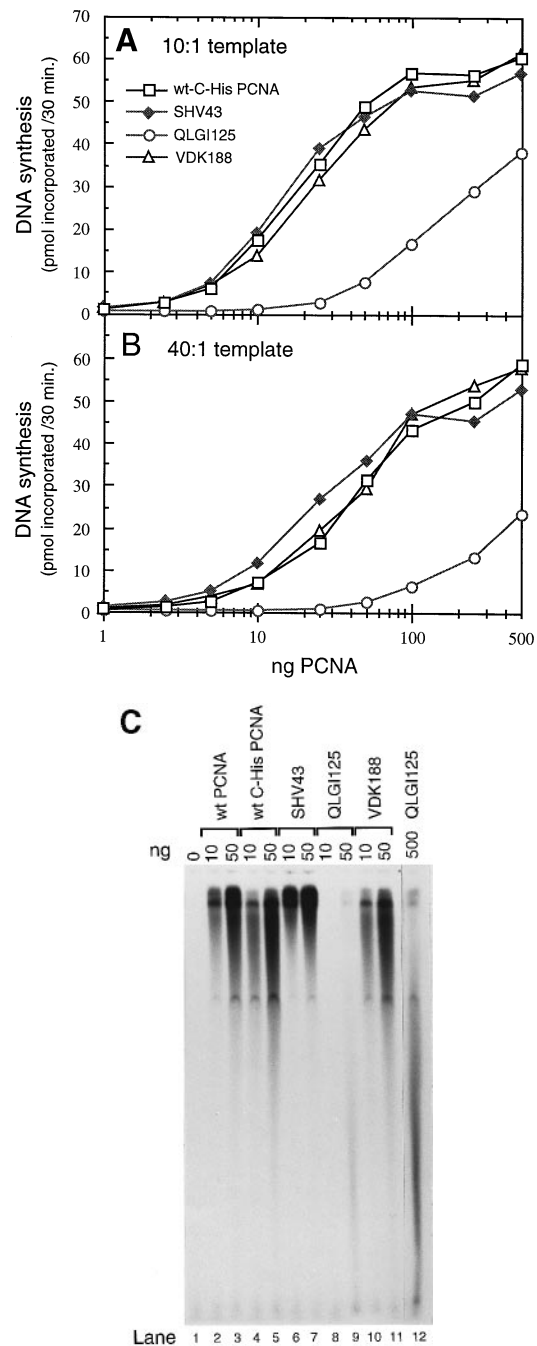 A 10:1 template
70
60
50
40
30
20
10
0
DNA synthesis
(pmol incorporated /30 min.)
wt-C-His PCNA
SHV43
QLGI125
VDK188
B 40:1 template
60
50
40
30
20
10
0
DNA synthesis
(pmol incorporated /30 min.)
1 10 100 500
ng PCNA
C
wt PCNA wt C-His PCNA SHV43 QLGI125 VDK188 QLGI125
ng 0 10 50 10 50 10 50 10 50 10 50 500
Lane 1 2 3 4 5 6 7 8 9 10 11 12